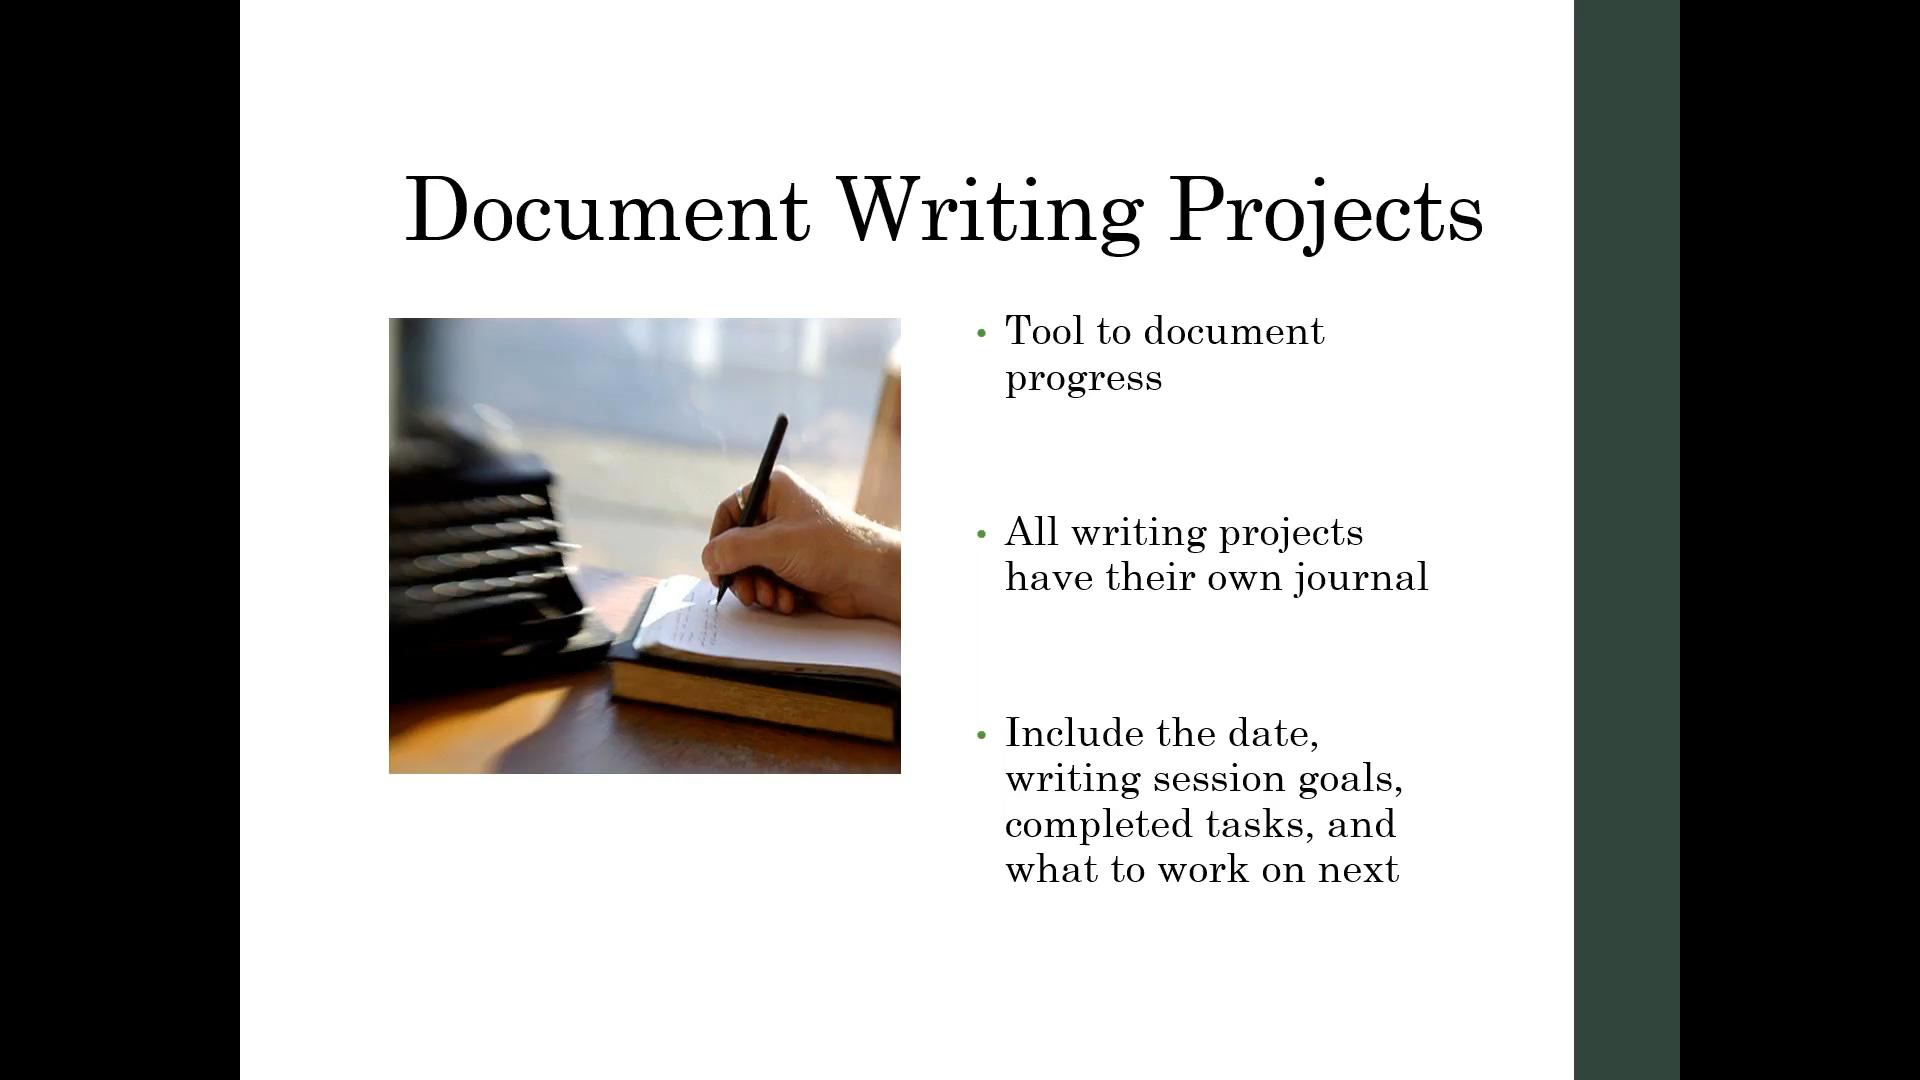 Document Writing Projects
• Tool to document
progress
• All writing projects
have their own journal
• Include the date,
writing session goals,
completed tasks, and
what to work on next